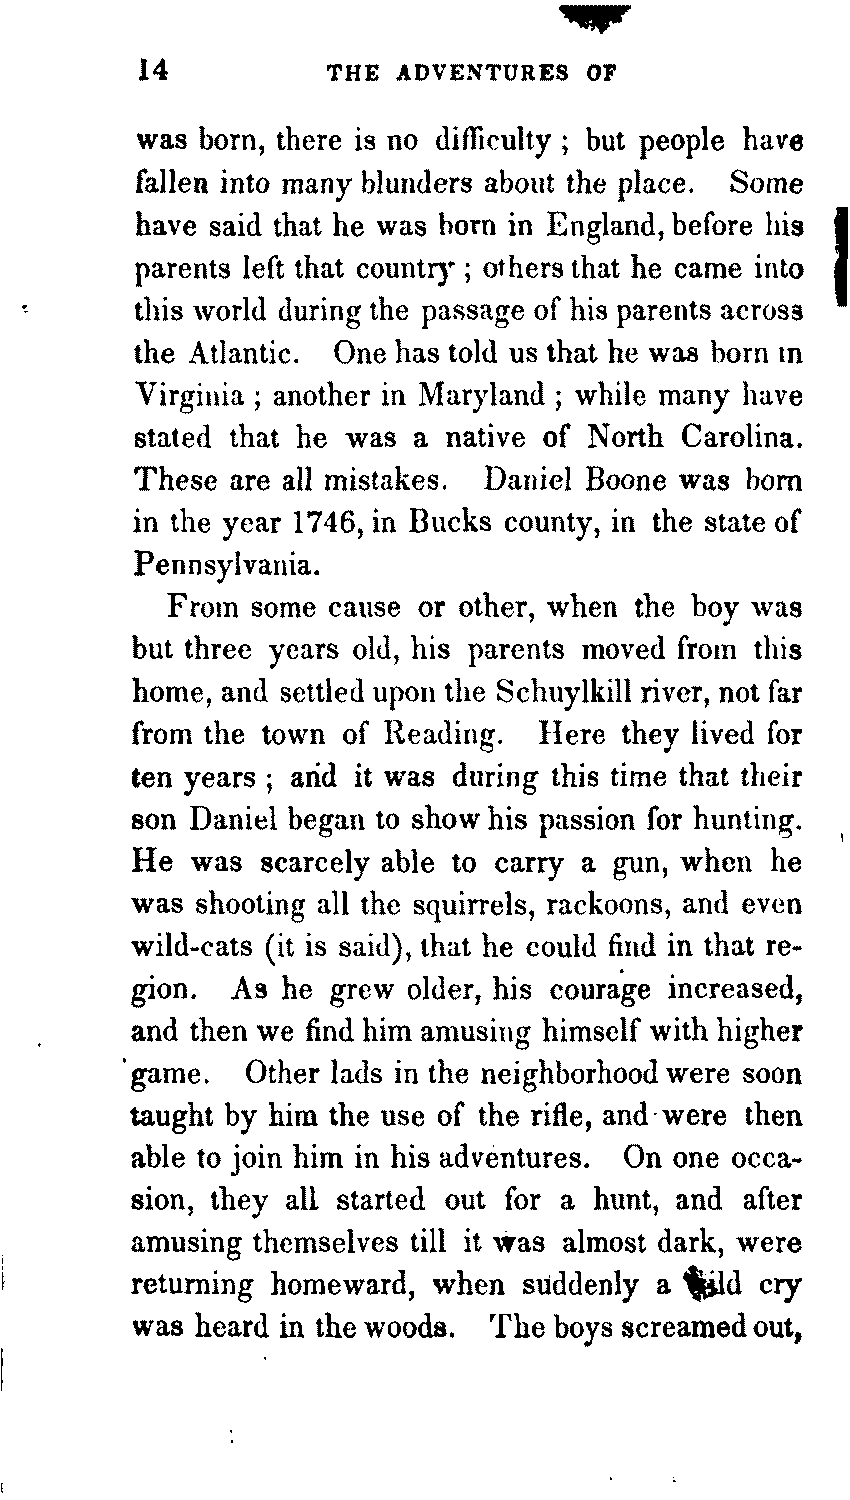 14 THE ADVENTURES OF
was born, there is no difficulty ; but people have
fallen into many blunders about the place. Some
have said that he was born in England, before his
parents left that country ; others that he came into
this world during the passage of his parents across
the Atlantic. One has told us that he was born in
Virginia ; another in Maryland ; while many have
stated that he was a native of North Carolina.
These are all mistakes. Daniel Boone was born
in the year 1746, in Bucks county, in the state of
Pennsylvania.
From some cause or other, when the boy was
but three years old, his parents moved from this
home, and settled upon the Schuylkill river, not far
from the town of Reading. Here they lived for
ten years ; and it was during this time that their
son Daniel began to show his passion for hunting.
He was scarcely able to carry a gun, when he
was shooting all the squirrels, rackoons, and even
wild-cats (it is said), that he could find in that re-
gion. As he grew older, his courage increased,
and then we find him amusing himself with higher
game. Other lads in the neighborhood were soon
taught by him the use of the rifle, and were then
able to join him in his adventures. On one occa-
sion, they all started out for a hunt, and after
amusing themselves till it was almost dark, were
returning homeward, when suddenly a wild cry
was heard in the woods. The boys screamed out,